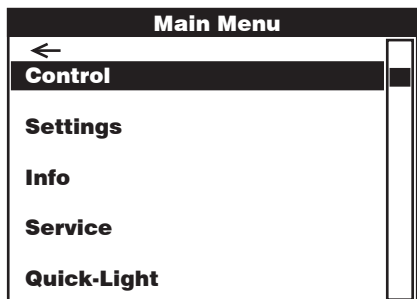 Main Menu
Control
Settings
Info
Service
Quick-Light